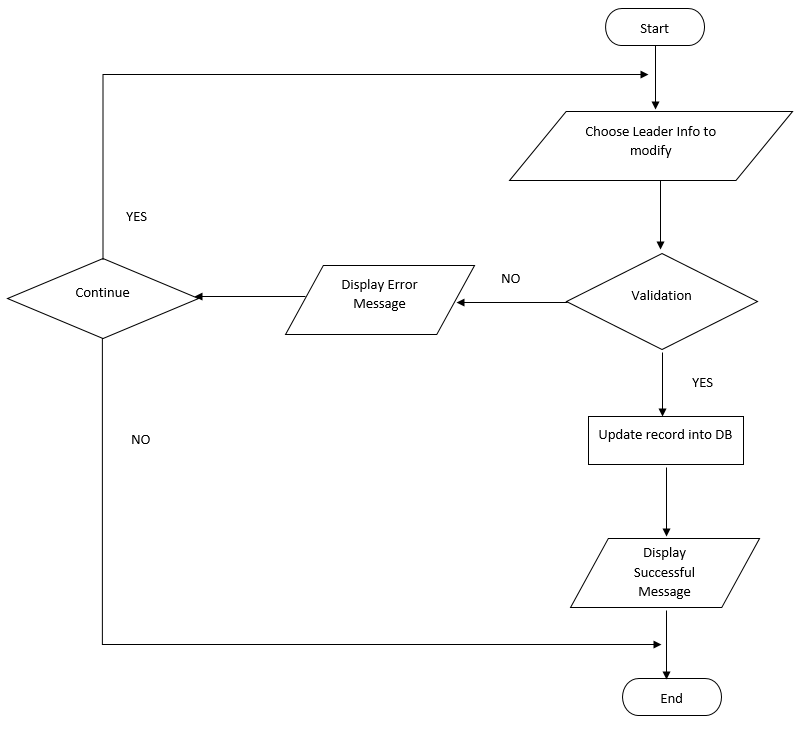 Start
Choose Leader Info to
modify
YES
Continue
Display Error
Message
NO
Validation
YES
NO
Update record into DB
Display
Successful
Message
End